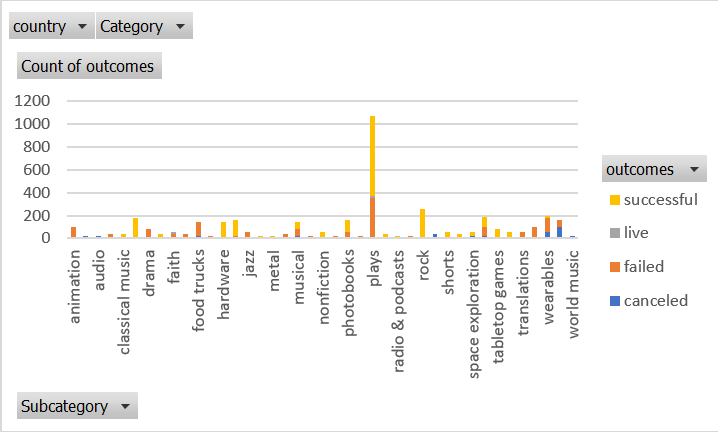 country Category
Count of outcomes
1200
1000
800
600
400
200
0
animation
audio
classical music
drama
faith
food trucks
hardware
jazz
metal
musical
nonfiction
photobooks
plays
radio & podcasts
rock
shorts
space exploration
tabletop games
translations
wearables
world music
outcomes
successful
live
failed
canceled
Subcategory